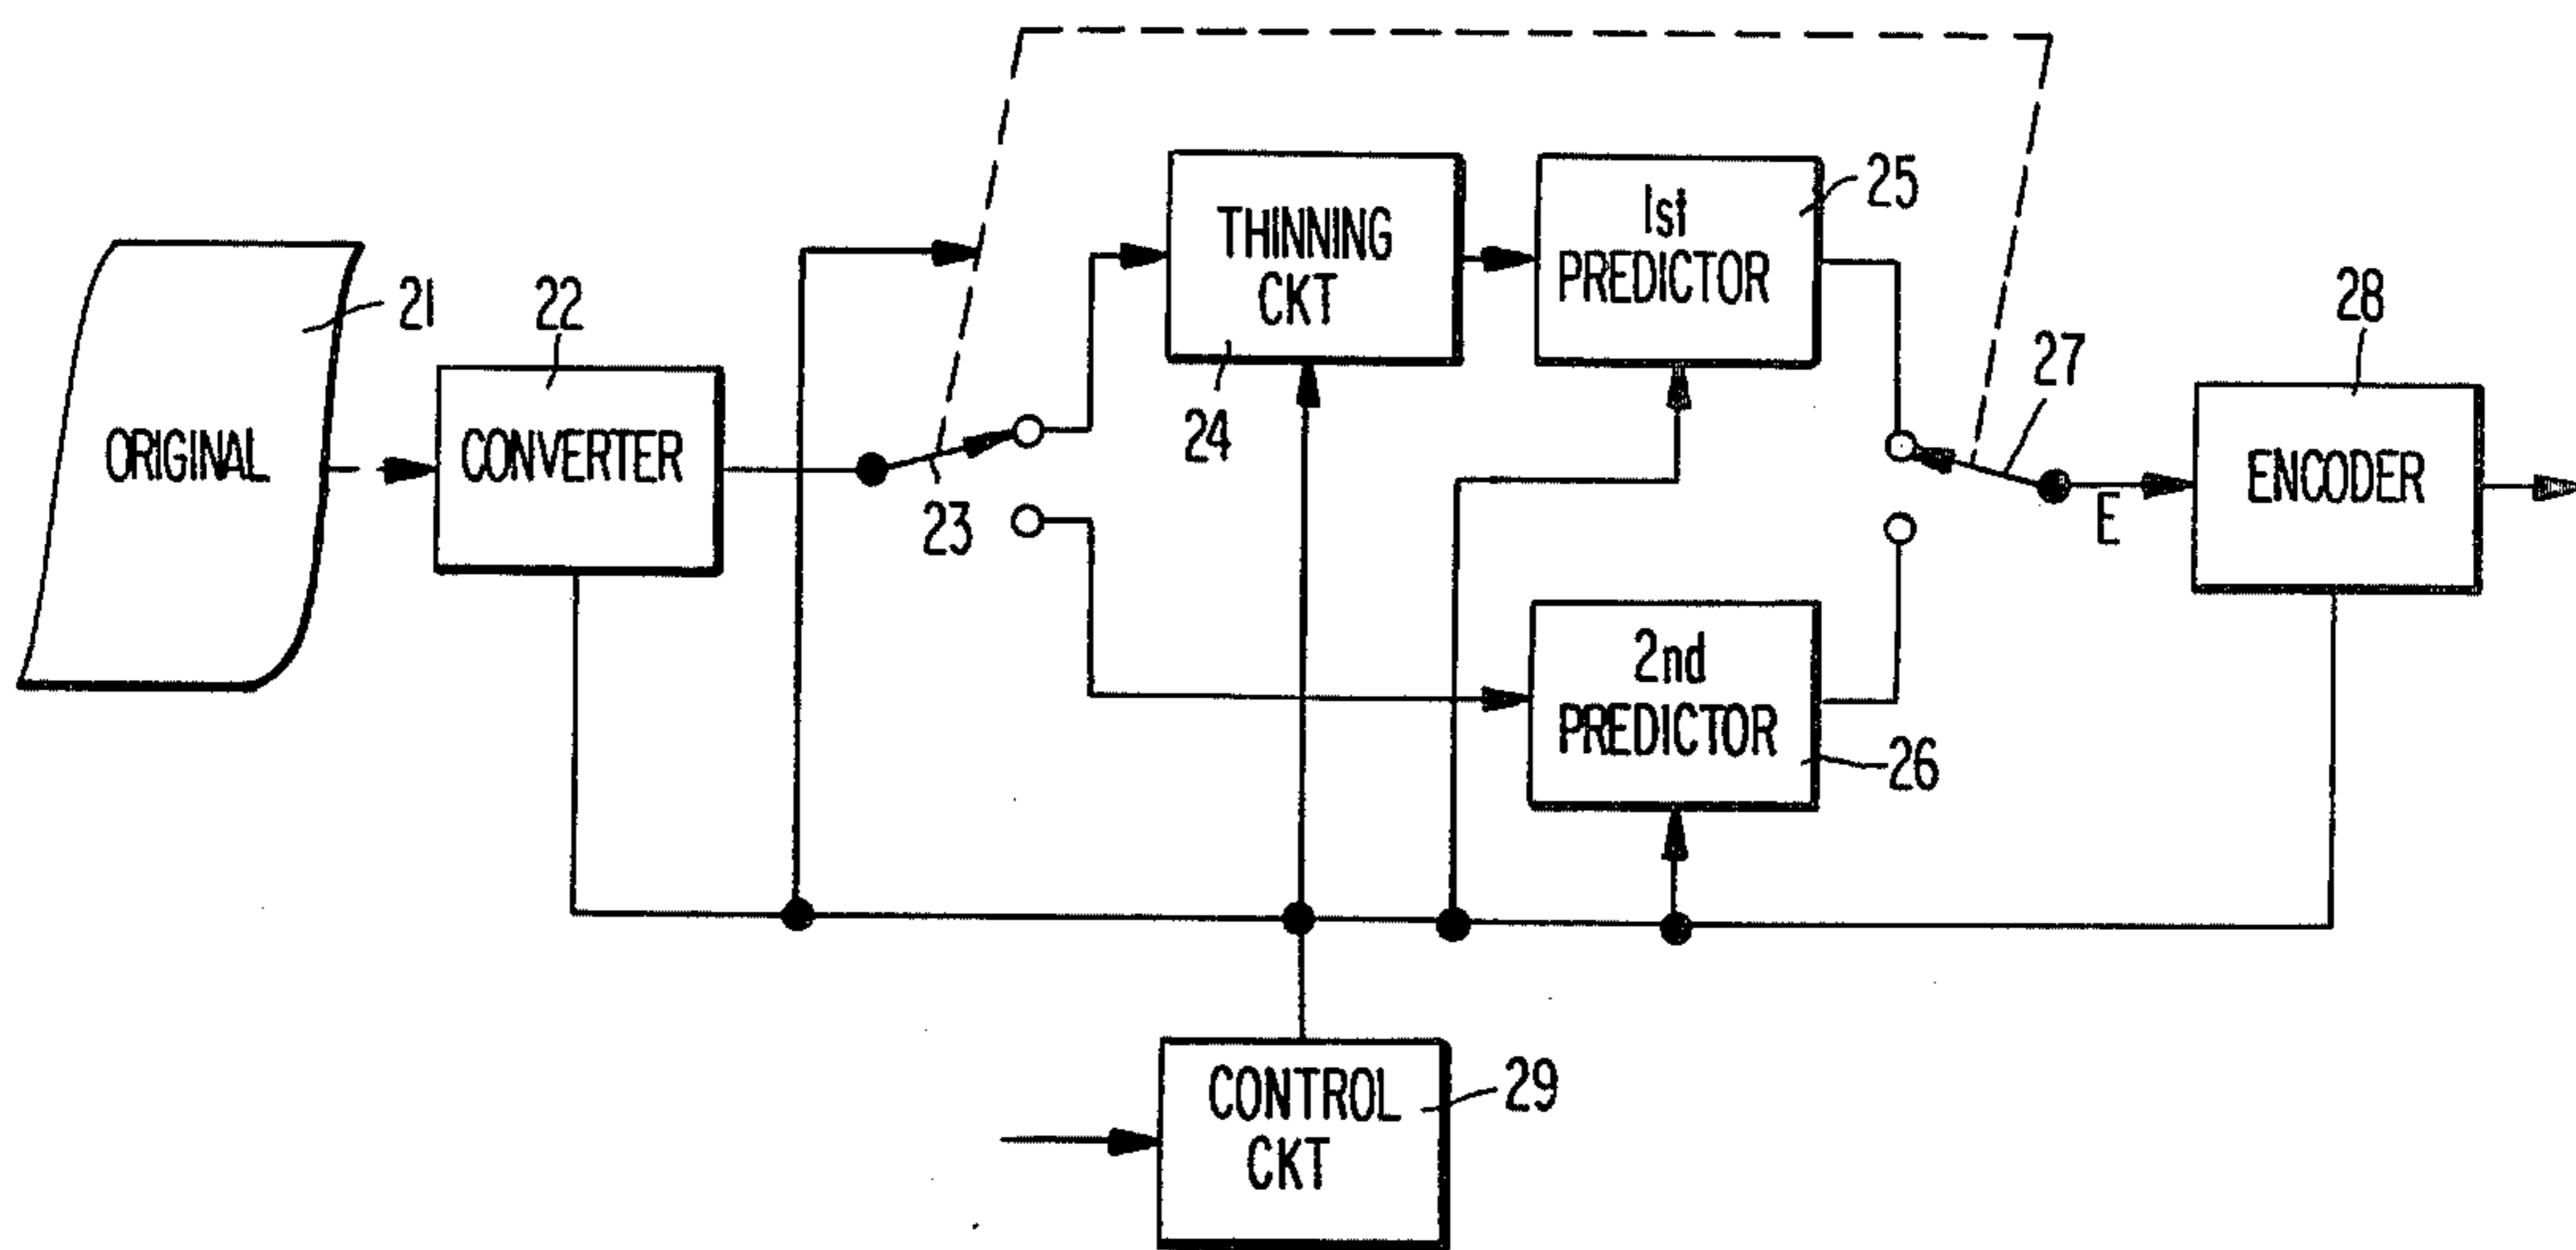 ORIGINAL
21
22
CONVERTER
23
THINNING
CKT
24
1st
PREDICTOR
25
2nd
PREDICTOR
26
27
E
28
ENCODER
CONTROL
CKT
29